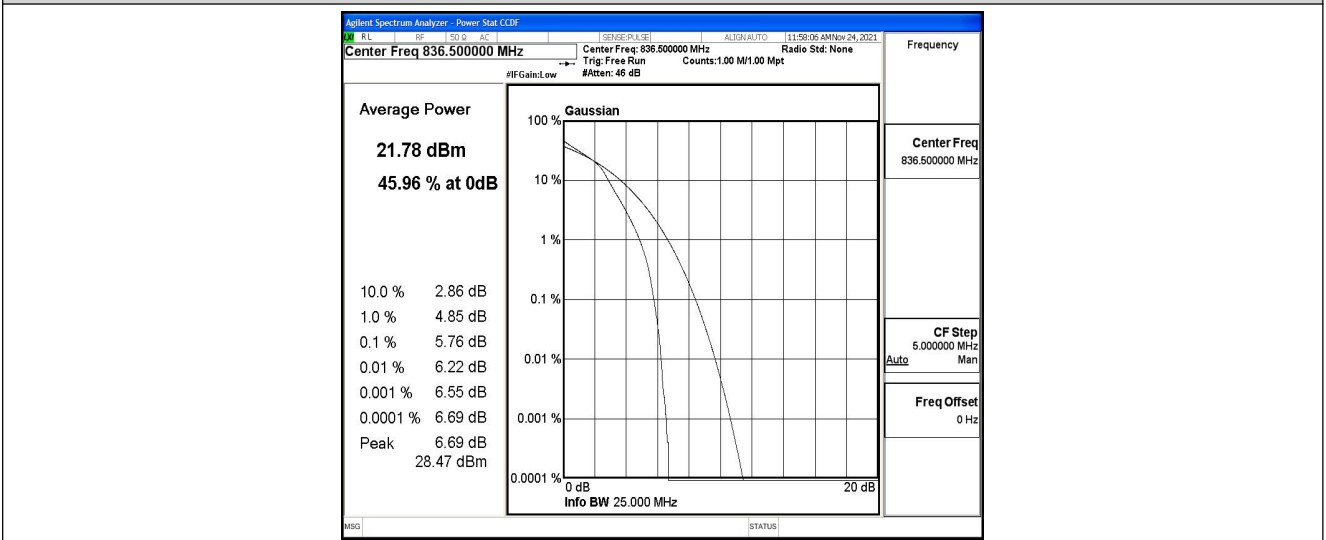 Agilent Spectrum Analyzer - Power Stat CCDF
RL RF 50 Ω AC SENSE:PULSE ALIGN AUTO 11:58:06 AM Nov 24, 2021
Center Freq 836.500000 MHz
Center Freq: 836.500000 MHz
Radio Std: None
Trig: Free Run
Counts:1.00 M/1.00 Mpt
#IFGain:Low
#Atten: 46 dB
Frequency
Average Power
21.78 dBm
45.96 % at 0dB
10.0 % 2.86 dB
1.0 % 4.85 dB
0.1 % 5.76 dB
0.01 % 6.22 dB
0.001 % 6.55 dB
0.0001 % 6.69 dB
Peak 6.69 dB
28.47 dBm
Gaussian
100 %
10 %
1 %
0.1 %
0.01 %
0.001 %
0.0001 %
0 dB
20 dB
Info BW 25.000 MHz
Center Freq
836.500000 MHz
CF Step
5.000000 MHz
Auto Man
Freq Offset
0 Hz
MSG
STATUS